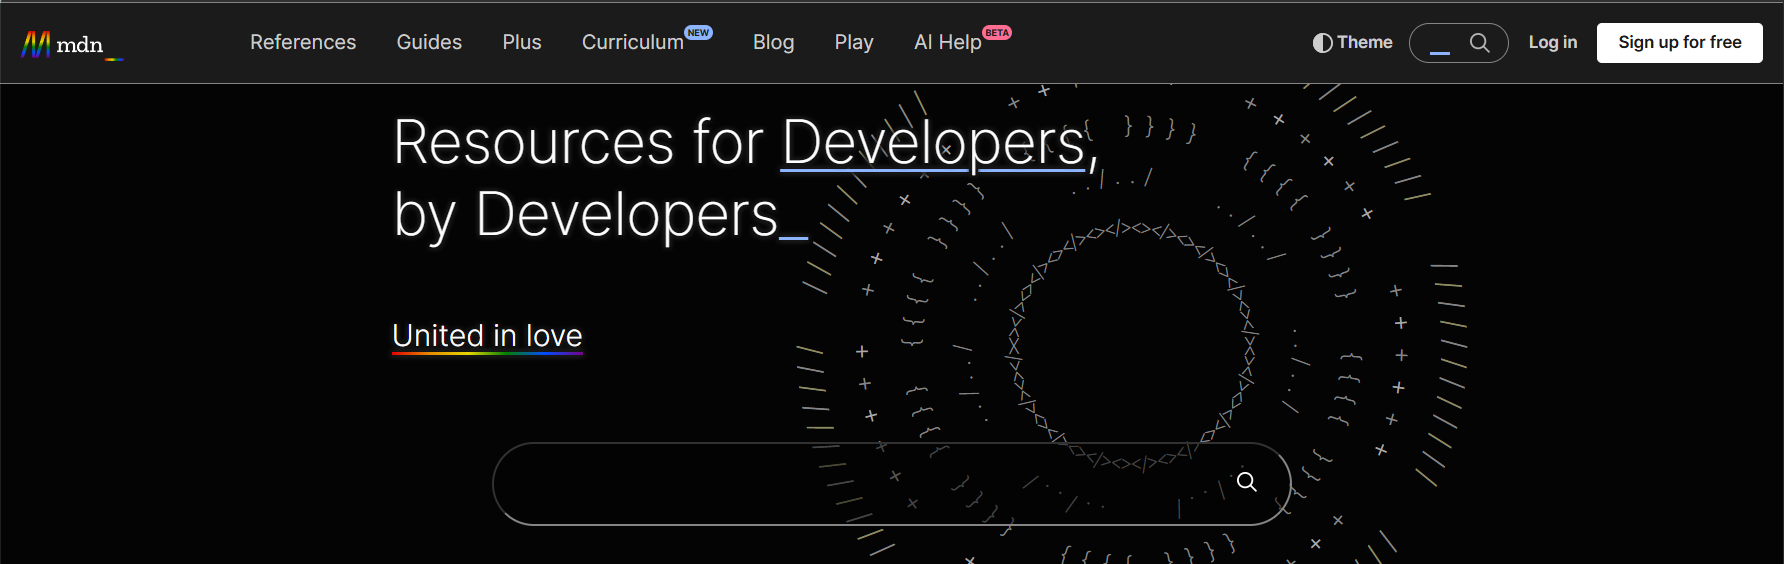 mdn_
References Guides Plus Curriculum NEW Blog Play AI Help BETA Theme Log in Sign up for free
Resources for Developers,
by Developers_
United in love